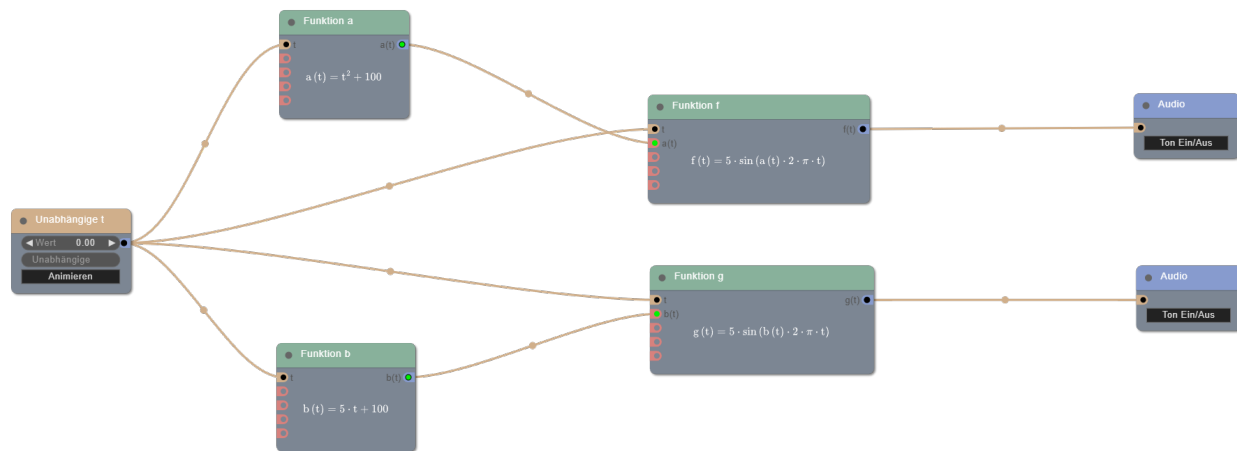 Funktion a
t
a(t)
a (t) = t² + 100
Funktion f
t
f(t)
a(t)
f (t) = 5 · sin (a (t) · 2 · π · t)
Audio
Ton Ein/Aus
Unabhängige t
Wert 0.00
Unabhängige
Animieren
Funktion g
t
g(t)
b(t)
g (t) = 5 · sin (b (t) · 2 · π · t)
Audio
Ton Ein/Aus
Funktion b
t
b(t)
b (t) = 5 · t + 100